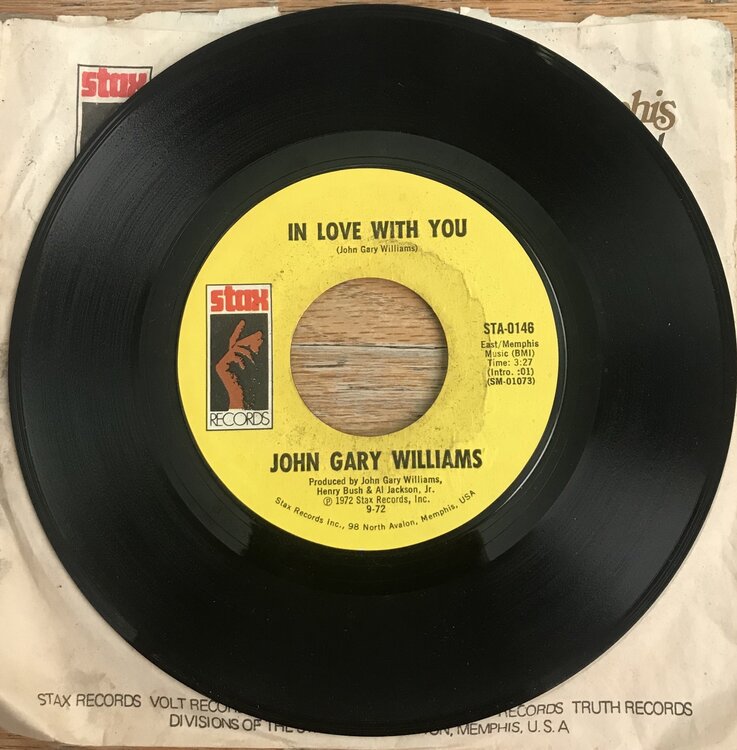 stax
phis
IN LOVE WITH YOU
(John Gary Williams)
stax
RECORDS
STA-0146
East/Memphis
Music (BMI)
Time: 3:27
(Intro. :01)
(SM-01073)
JOHN GARY WILLIAMS
Produced by John Gary Williams,
Henry Bush & Al Jackson, Jr.
Ⓟ 1972 Stax Records, Inc.
9-72
Stax Records Inc., 98 North Avalon, Memphis, USA
STAX RECORDS VOLT RECO RECORDS TRUTH RECORDS
DIVISIONS OF THE ON, MEMPHIS, U.S.A